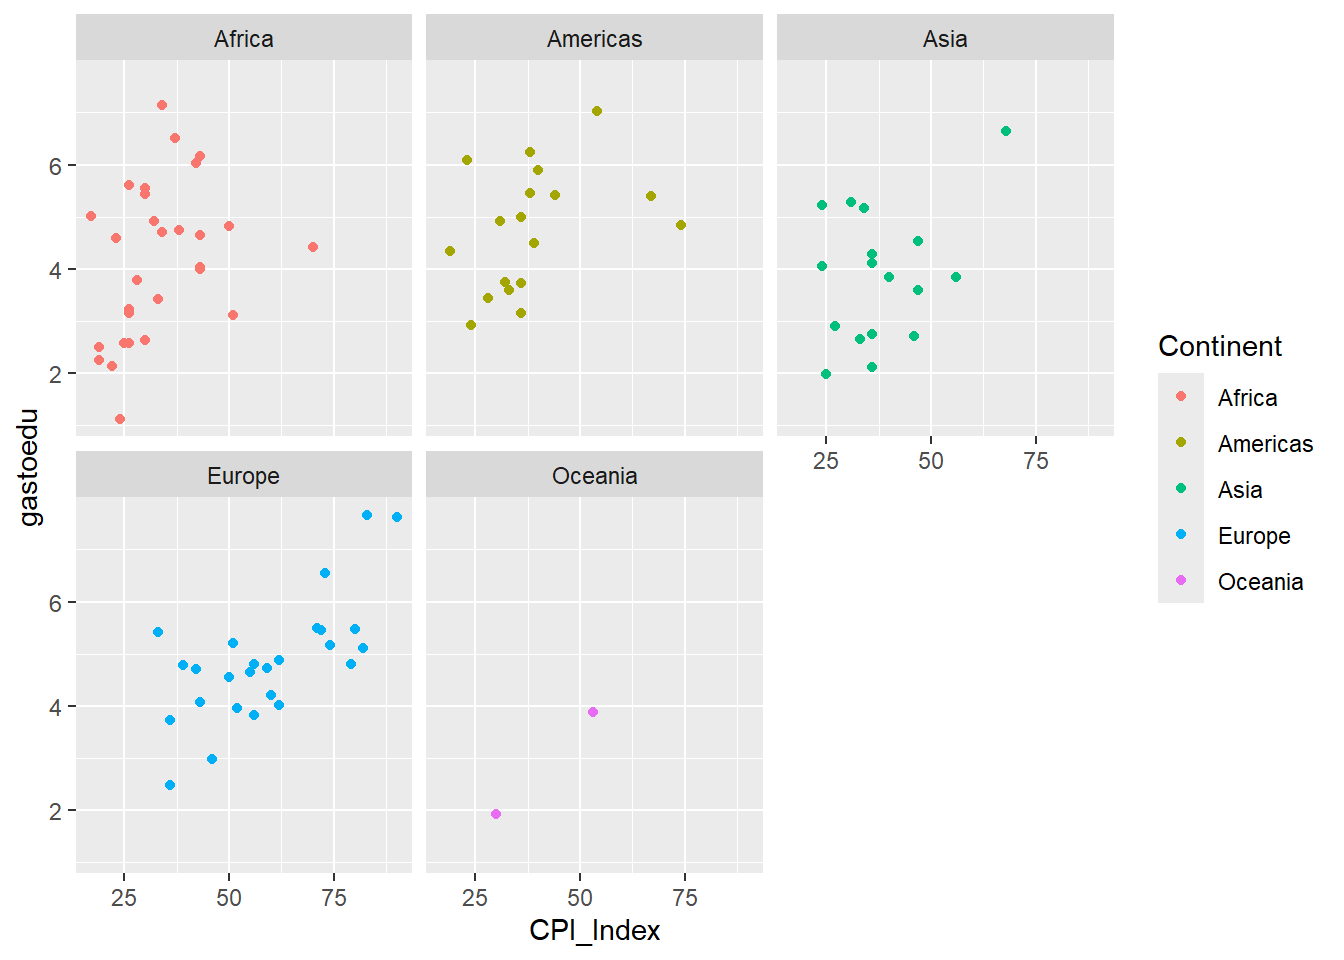 Africa Americas Asia
6
4
2
25 50 75
Europe Oceania
6
4
2
25 50 75 25 50 75
gastoedu
CPI_Index
Continent
Africa
Americas
Asia
Europe
Oceania